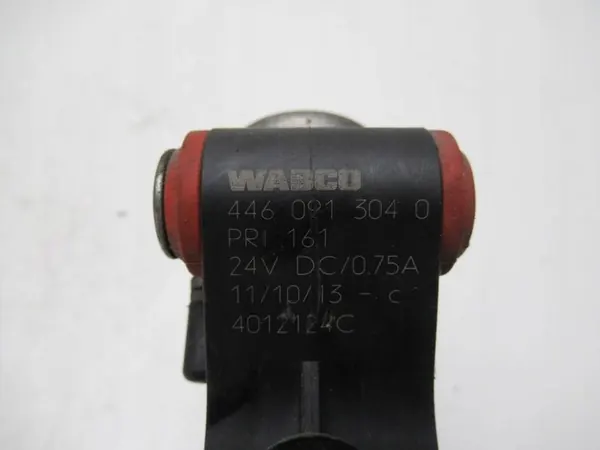 WABCO
446 091 304 0
PRI 161
24V DC/0.75A
11/10/13 - c
4012124C